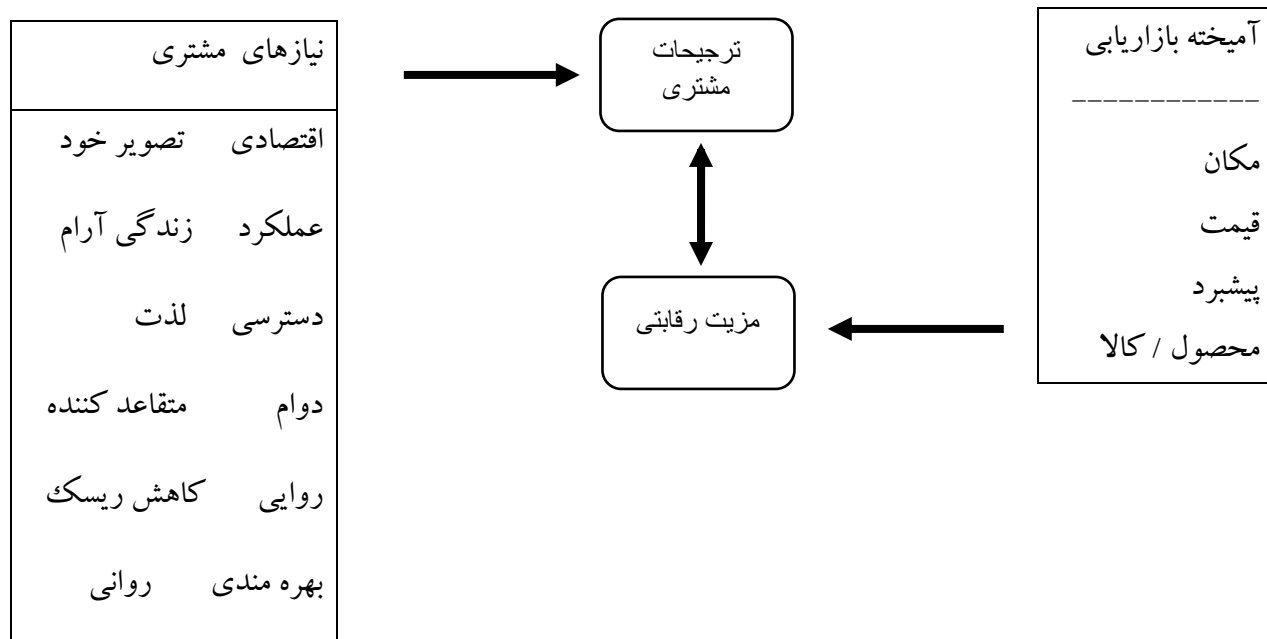 آمیخته بازاریابی
------------
مکان
قیمت
پیشبرد
محصول / کالا
ترجیحات
مشتری
مزیت رقابتی
نیازهای مشتری
اقتصادی تصویر خود
عملکرد زندگی آرام
دسترسی لذت
دوام متقاعد کننده
روایی کاهش ریسک
بهره مندی روانی